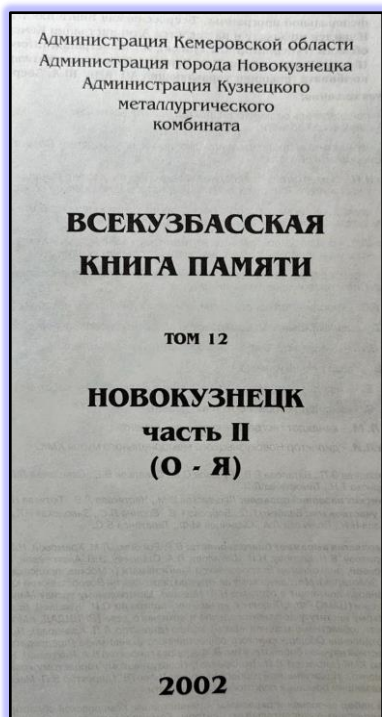 Администрация Кемеровской области
Администрация города Новокузнецка
Администрация Кузнецкого
металлургического
комбината
ВСЕКУЗБАССКАЯ
КНИГА ПАМЯТИ
ТОМ 12
НОВОКУЗНЕЦК
часть II
(О - Я)
2002